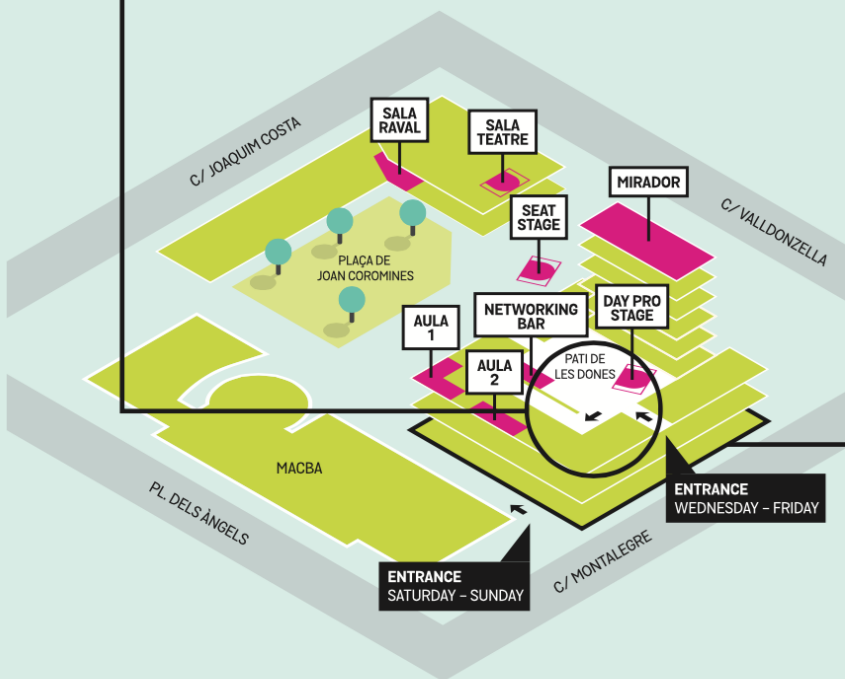 C/ JOAQUIM COSTA
SALA
RAVAL
SALA
TEATRE
MIRADOR
C/ VALLDONZELLA
SEAT
STAGE
PLAÇA DE
JOAN COROMINES
AULA
1
NETWORKING
BAR
DAY PRO
STAGE
AULA
2
PATI DE
LES DONES
MACBA
PL. DELS ÀNGELS
ENTRANCE
WEDNESDAY – FRIDAY
ENTRANCE
SATURDAY – SUNDAY
C/ MONTALEGRE